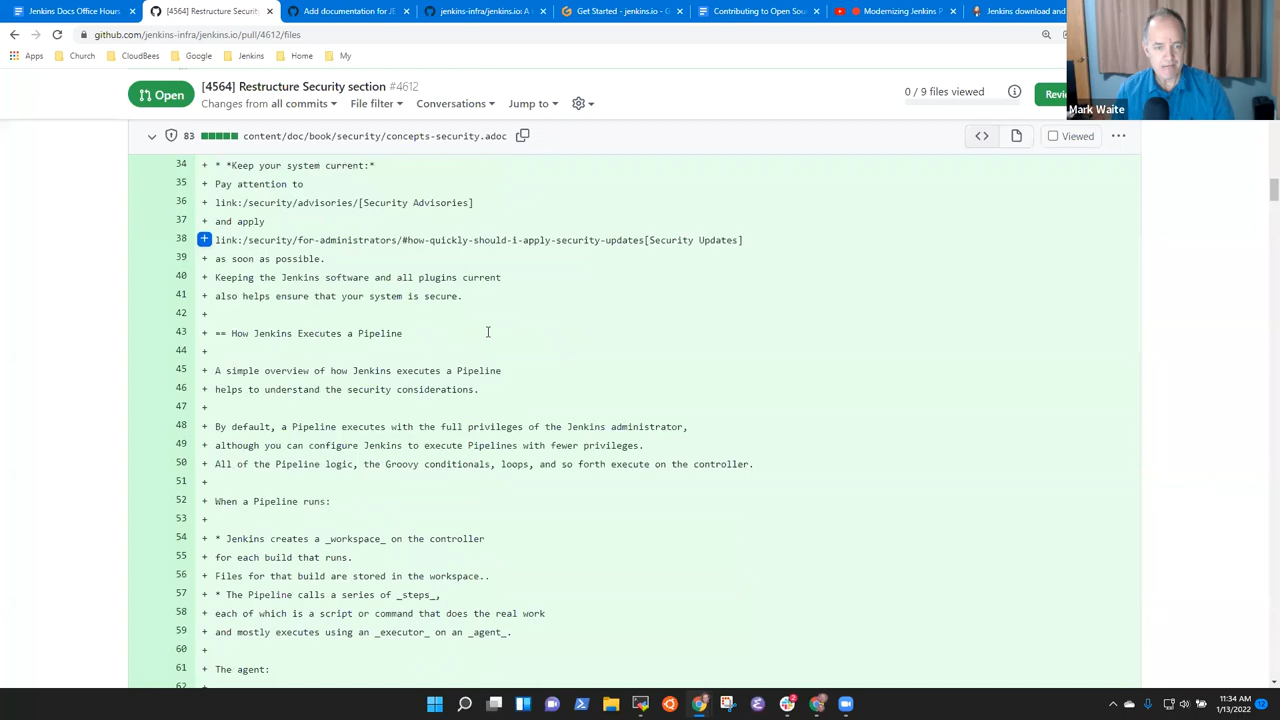 Jenkins Docs Office Hours
[4564] Restructure Securit
Add documentation for JE
jenkins-infra/jenkins.io: A s
Get Started - jenkins.io - G
Contributing to Open Sou
Modernizing Jenkins P
Jenkins download and
github.com/jenkins-infra/jenkins.io/pull/4612/files
Apps
Church
CloudBees
Google
Jenkins
Home
My
Mark Waite
Open
[4564] Restructure Security section #4612
Changes from all commits
File filter
Conversations
Jump to
0 / 9 files viewed
83
content/doc/book/security/concepts-security.adoc
Viewed
34 + * *Keep your system current:*
35 + Pay attention to
36 + link:/security/advisories/[Security Advisories]
37 + and apply
38 + link:/security/for-administrators/#how-quickly-should-i-apply-security-updates[Security Updates]
39 + as soon as possible.
40 + Keeping the Jenkins software and all plugins current
41 + also helps ensure that your system is secure.
42 +
43 + == How Jenkins Executes a Pipeline
44 +
45 + A simple overview of how Jenkins executes a Pipeline
46 + helps to understand the security considerations.
47 +
48 + By default, a Pipeline executes with the full privileges of the Jenkins administrator,
49 + although you can configure Jenkins to execute Pipelines with fewer privileges.
50 + All of the Pipeline logic, the Groovy conditionals, loops, and so forth execute on the controller.
51 +
52 + When a Pipeline runs:
53 +
54 + * Jenkins creates a _workspace_ on the controller
55 + for each build that runs.
56 + Files for that build are stored in the workspace..
57 + * The Pipeline calls a series of _steps_,
58 + each of which is a script or command that does the real work
59 + and mostly executes using an _executor_ on an _agent_.
60 +
61 + The agent:
62
11:34 AM
1/13/2022